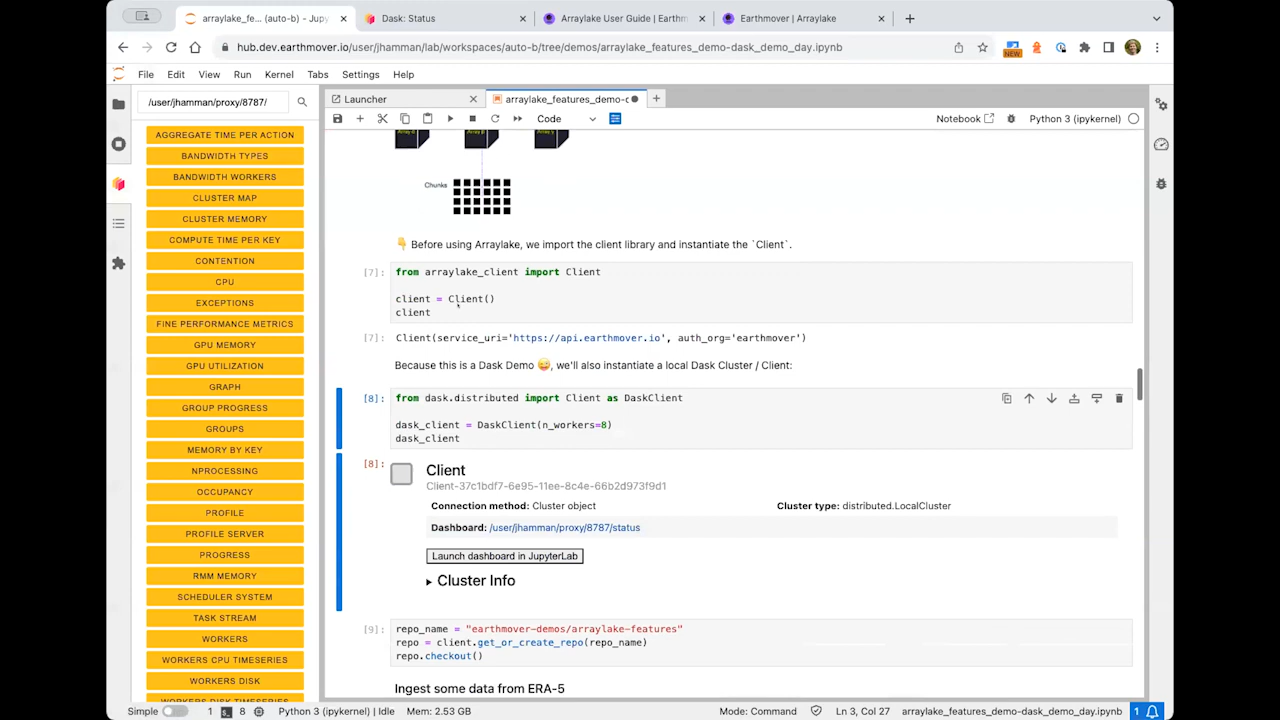 arraylake_fe... (auto-b) - Jupy
Dask: Status
Arraylake User Guide | Earthm
Earthmover | Arraylake
hub.dev.earthmover.io/user/jhamman/lab/workspaces/auto-b/tree/demos/arraylake_features_demo-dask_demo_day.ipynb
NEW
File Edit View Run Kernel Tabs Settings Help
/user/jhamman/proxy/8787/
AGGREGATE TIME PER ACTION
BANDWIDTH TYPES
BANDWIDTH WORKERS
CLUSTER MAP
CLUSTER MEMORY
COMPUTE TIME PER KEY
CONTENTION
CPU
EXCEPTIONS
FINE PERFORMANCE METRICS
GPU MEMORY
GPU UTILIZATION
GRAPH
GROUP PROGRESS
GROUPS
MEMORY BY KEY
NPROCESSING
OCCUPANCY
PROFILE
PROFILE SERVER
PROGRESS
RMM MEMORY
SCHEDULER SYSTEM
TASK STREAM
WORKERS
WORKERS CPU TIMESERIES
WORKERS DISK
WORKERS DISK TIMESERIES
Launcher
arraylake_features_demo-c
Code
Notebook
Python 3 (ipykernel)
Chunks
👇 Before using Arraylake, we import the client library and instantiate the `Client`.
[7]:
from arraylake_client import Client
client = Client()
client
[7]:
Client(service_uri='https://api.earthmover.io', auth_org='earthmover')
Because this is a Dask Demo 😜, we'll also instantiate a local Dask Cluster / Client:
[8]:
from dask.distributed import Client as DaskClient
dask_client = DaskClient(n_workers=8)
dask_client
[8]:
Client
Client-37c1bdf7-6e95-11ee-8c4e-66b2d973f9d1
Connection method: Cluster object
Cluster type: distributed.LocalCluster
Dashboard: /user/jhamman/proxy/8787/status
Launch dashboard in JupyterLab
Cluster Info
[9]:
repo_name = "earthmover-demos/arraylake-features"
repo = client.get_or_create_repo(repo_name)
repo.checkout()
Ingest some data from ERA-5
Simple 1 8 Python 3 (ipykernel) | Idle Mem: 2.53 GB
Mode: Command Ln 3, Col 27 arraylake_features_demo-dask_demo_day.ipynb 1